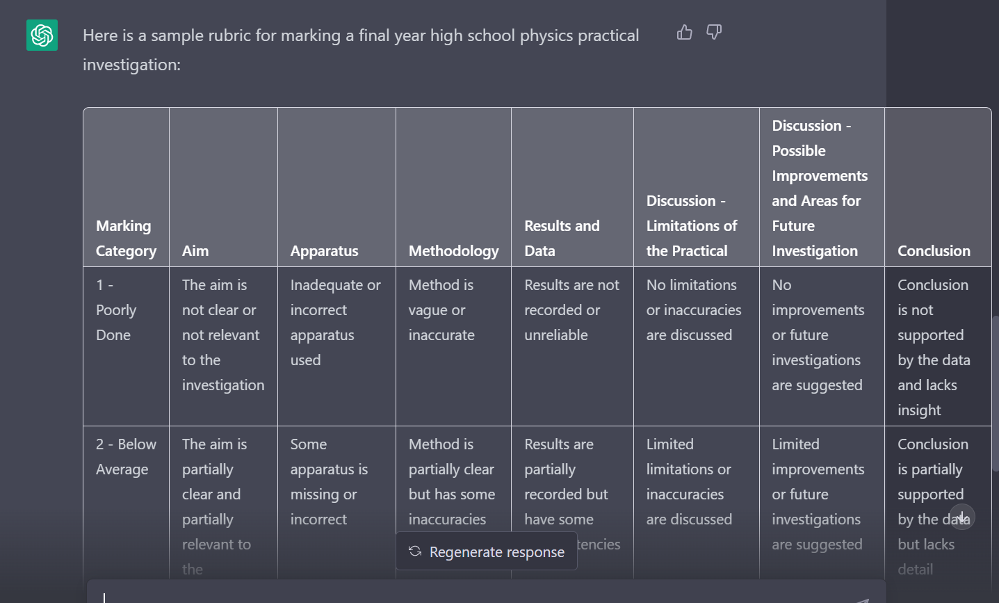 Here is a sample rubric for marking a final year high school physics practical
investigation:
Marking
Category
Aim
Apparatus
Methodology
Results and
Data
Discussion -
Limitations of
the Practical
Discussion -
Possible
Improvements
and Areas for
Future
Investigation
Conclusion
1 -
Poorly
Done
The aim is
not clear or
not relevant
to the
investigation
Inadequate or
incorrect
apparatus
used
Method is
vague or
inaccurate
Results are not
recorded or
unreliable
No limitations
or inaccuracies
are discussed
No
improvements
or future
investigations
are suggested
Conclusion
is not
supported
by the data
and lacks
insight
2 - Below
Average
The aim is
partially
clear and
partially
relevant to
the
Some
apparatus is
missing or
incorrect
Method is
partially clear
but has some
inaccuracies
Results are
partially
recorded but
have some
tencies
Limited
limitations or
inaccuracies
are discussed
Limited
improvements
or future
investigations
are suggested
Conclusion
is partially
supported
by the data
but lacks
detail
Regenerate response